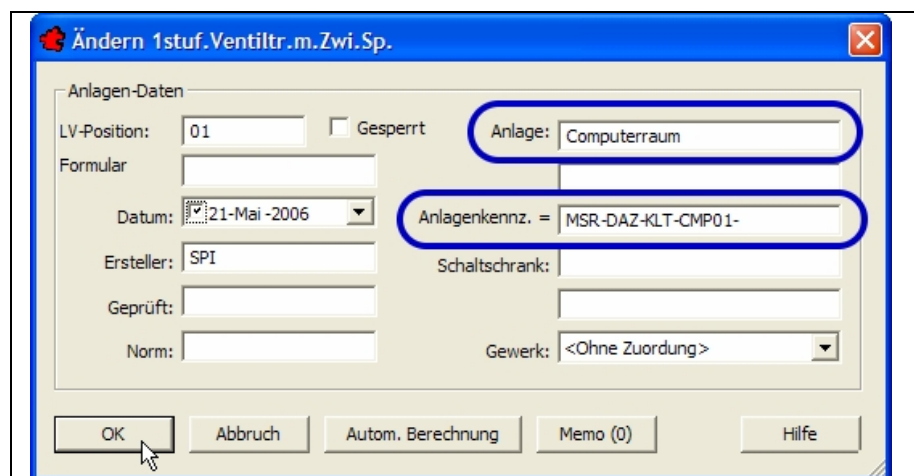 Ändern 1stuf.Ventiltr.m.Zwi.Sp.
Anlagen-Daten
LV-Position: 01 Gesperrt Anlage: Computerraum
Formular
Datum: 21-Mai -2006 Anlagenkennz. = MSR-DAZ-KLT-CMP01-
Ersteller: SPI Schaltschrank:
Geprüft:
Norm: Gewerk: <Ohne Zuordung>
OK Abbruch Autom. Berechnung Memo (0) Hilfe